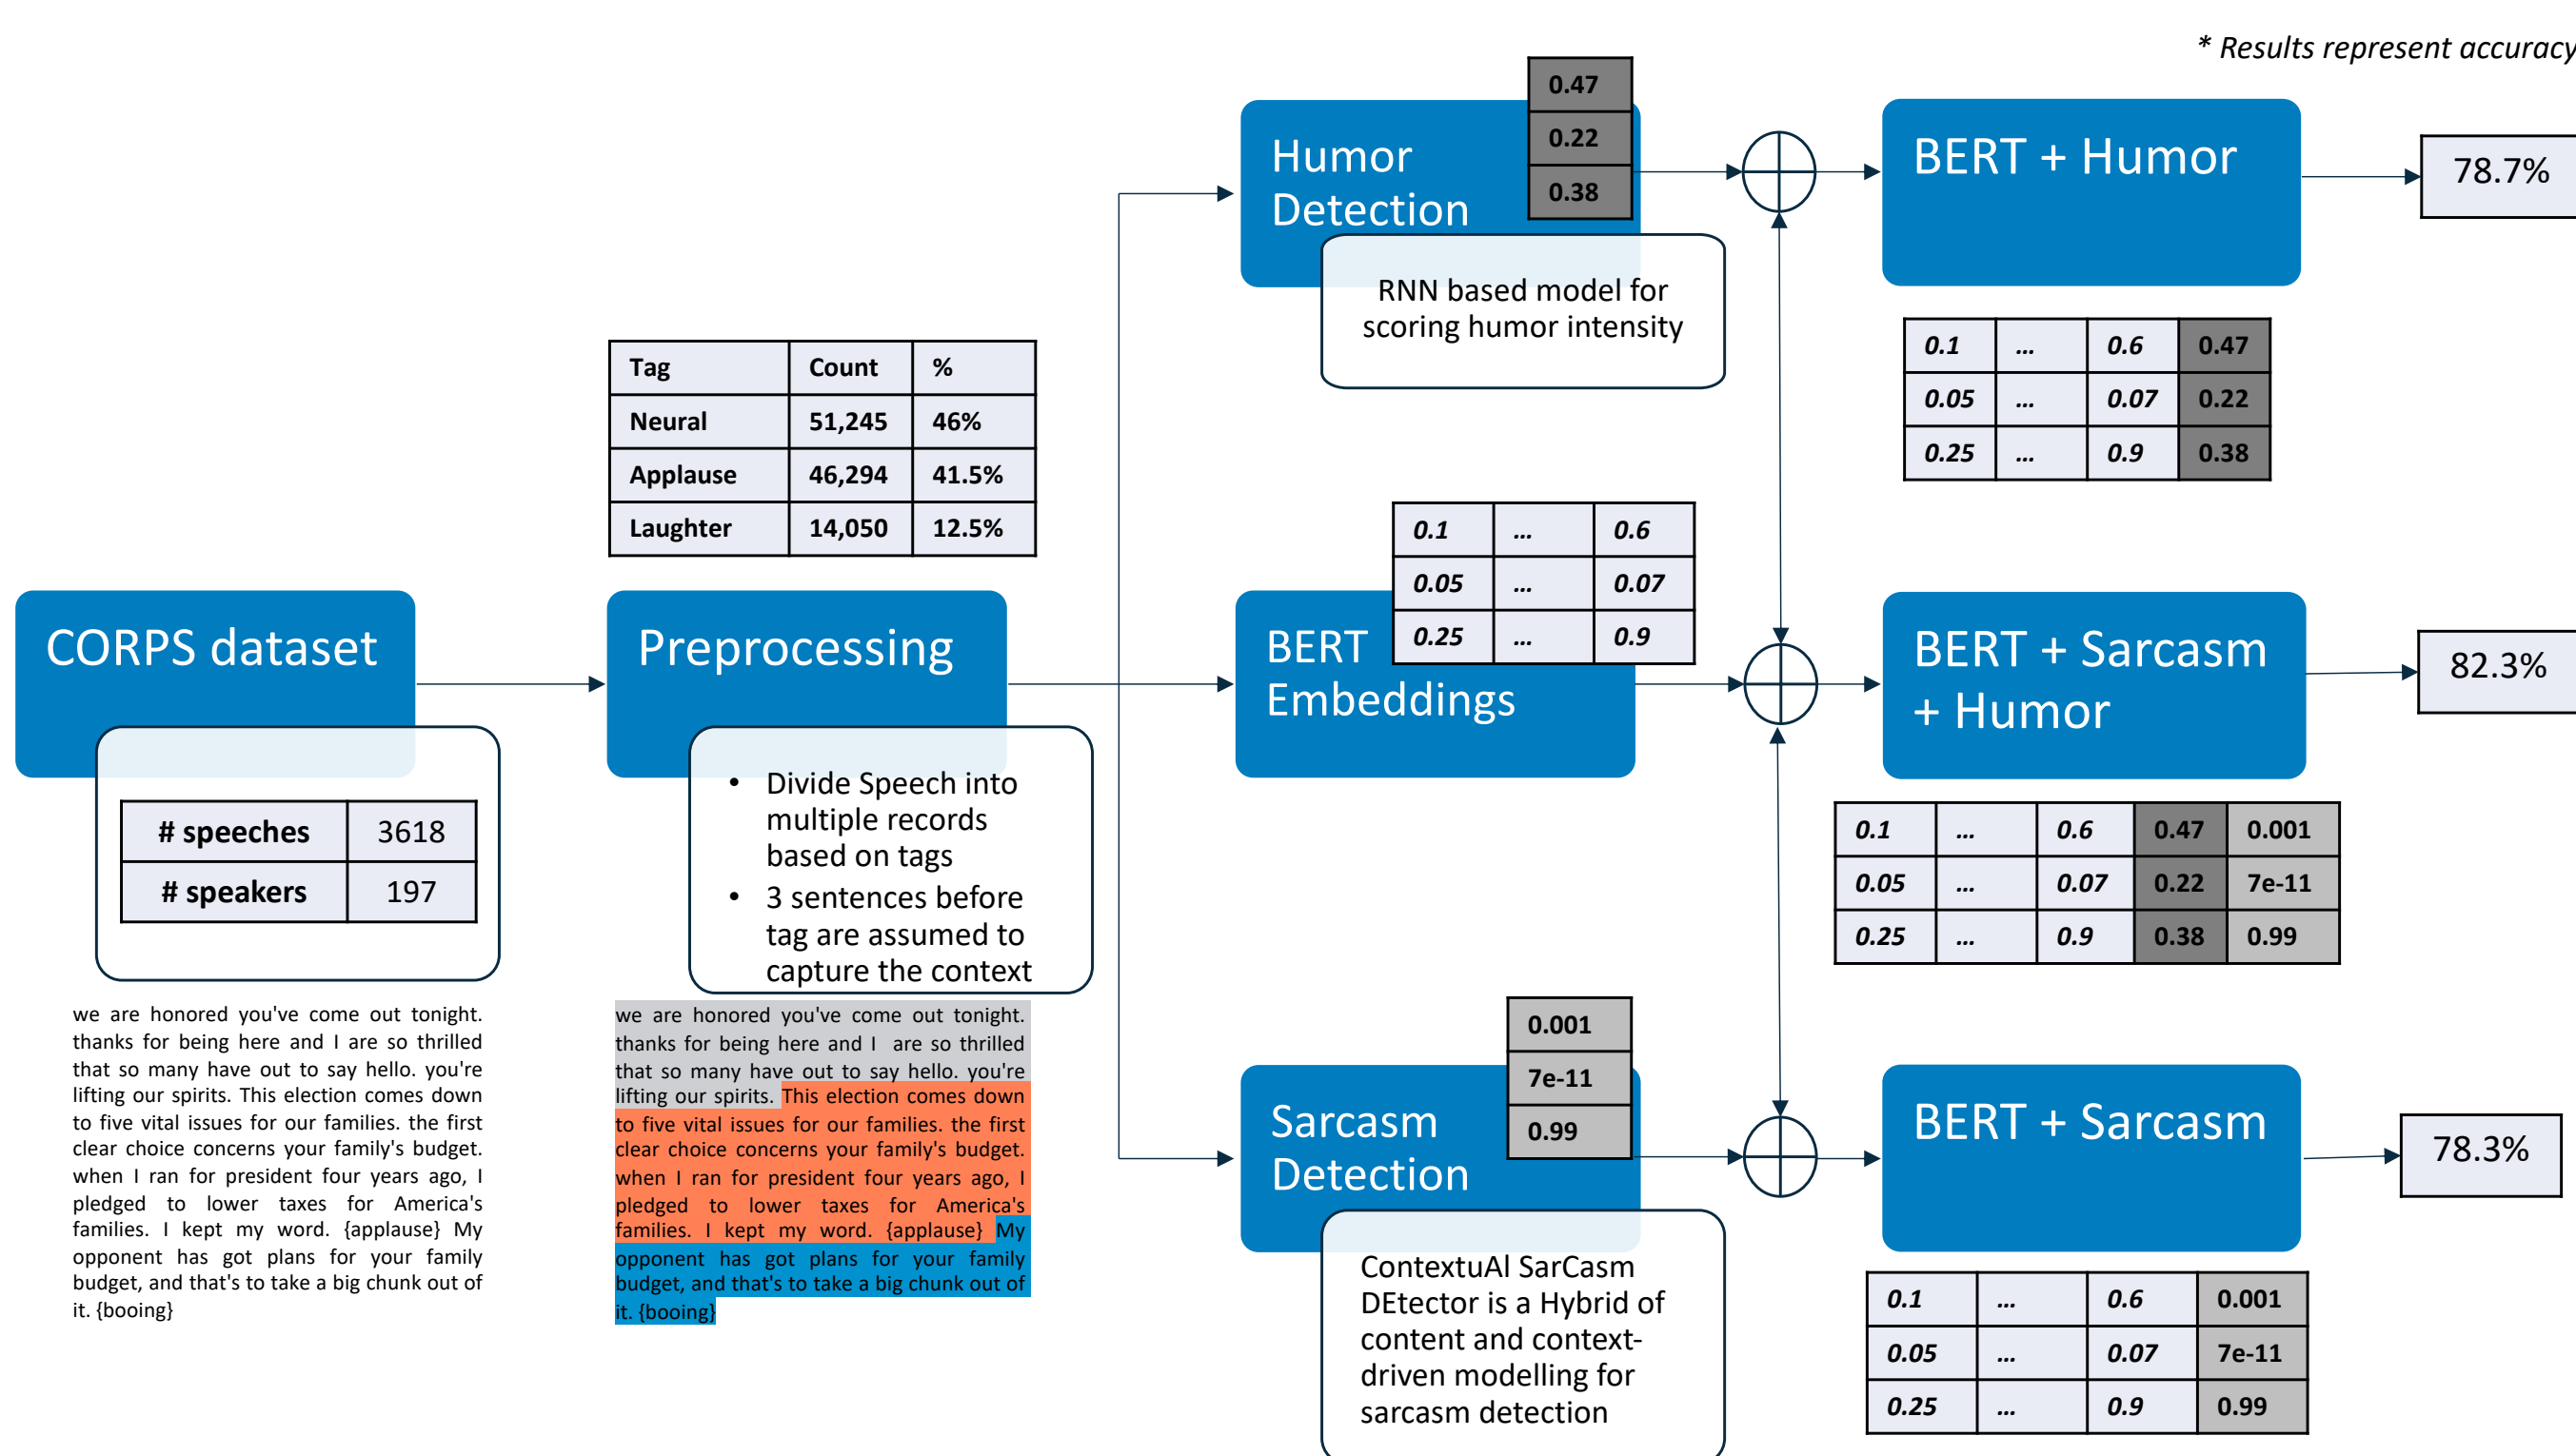 * Results represent accuracy
CORPS dataset
# speeches 3618
# speakers 197
we are honored you've come out tonight.
thanks for being here and I are so thrilled
that so many have out to say hello. you're
lifting our spirits. This election comes down
to five vital issues for our families. the first
clear choice concerns your family's budget.
when I ran for president four years ago, I
pledged to lower taxes for America's
families. I kept my word. {applause} My
opponent has got plans for your family
budget, and that's to take a big chunk out of
it. {booing}
Tag Count %
Neural 51,245 46%
Applause 46,294 41.5%
Laughter 14,050 12.5%
Preprocessing
• Divide Speech into
multiple records
based on tags
• 3 sentences before
tag are assumed to
capture the context
we are honored you've come out tonight.
thanks for being here and I are so thrilled
that so many have out to say hello. you're
lifting our spirits. This election comes down
to five vital issues for our families. the first
clear choice concerns your family's budget.
when I ran for president four years ago, I
pledged to lower taxes for America's
families. I kept my word. {applause} My
opponent has got plans for your family
budget, and that's to take a big chunk out of
it. {booing}
Humor
Detection
0.47
0.22
0.38
RNN based model for
scoring humor intensity
BERT
Embeddings
0.1 ... 0.6
0.05 ... 0.07
0.25 ... 0.9
Sarcasm
Detection
0.001
7e-11
0.99
ContextuAl SarCasm
DEtector is a Hybrid of
content and context-
driven modelling for
sarcasm detection
BERT + Humor
78.7%
0.1 ... 0.6 0.47
0.05 ... 0.07 0.22
0.25 ... 0.9 0.38
BERT + Sarcasm
+ Humor
82.3%
0.1 ... 0.6 0.47 0.001
0.05 ... 0.07 0.22 7e-11
0.25 ... 0.9 0.38 0.99
BERT + Sarcasm
78.3%
0.1 ... 0.6 0.001
0.05 ... 0.07 7e-11
0.25 ... 0.9 0.99